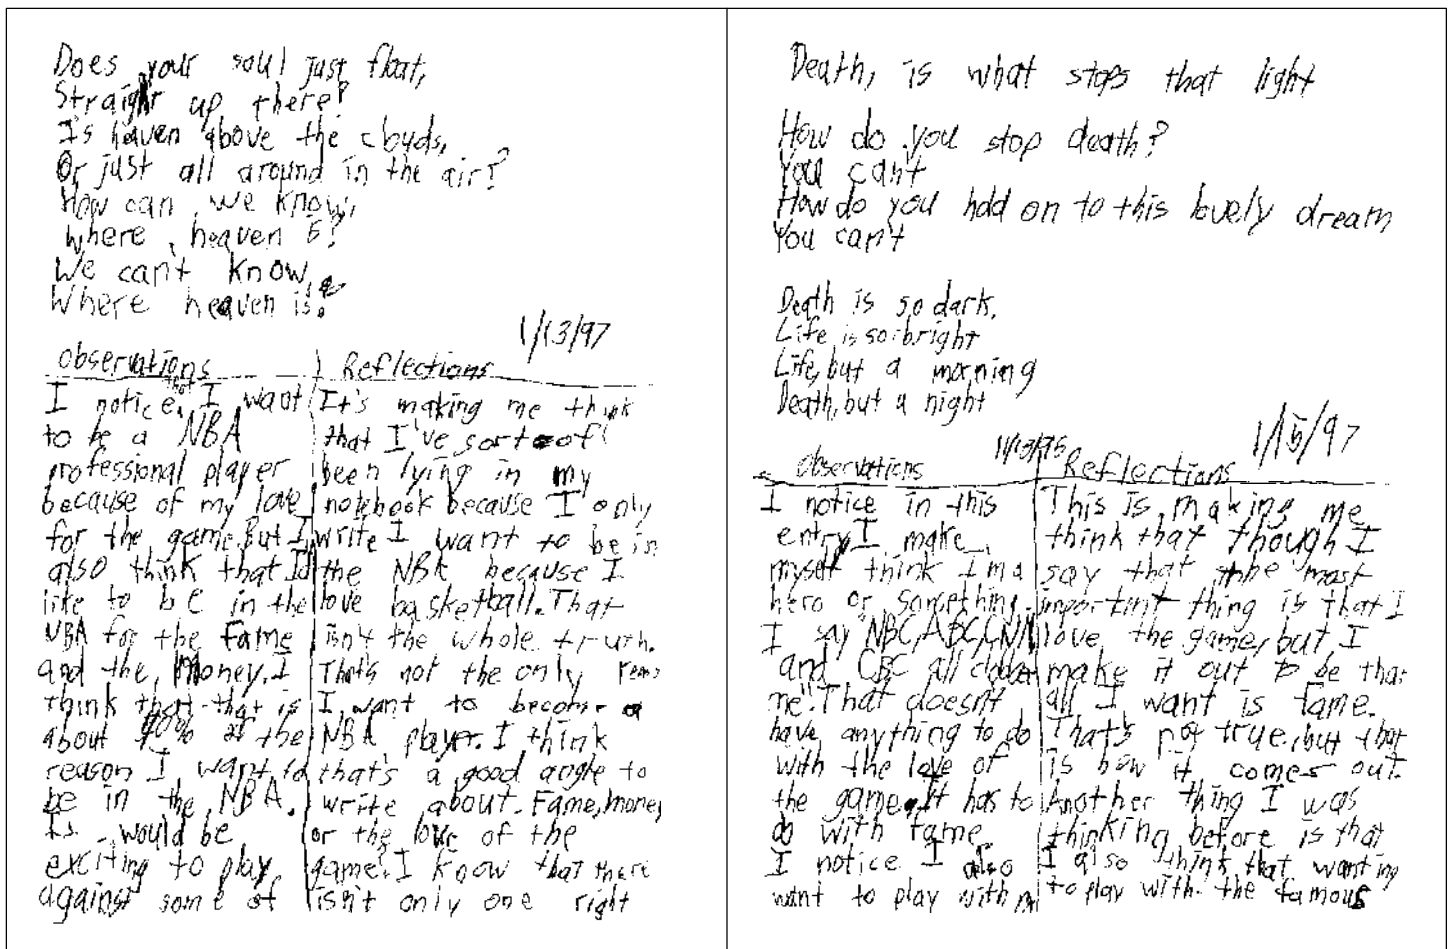 Does your soul just float,
Straight up there?
Is heaven above the clouds,
Or just all around in the air?
How can we know,
Where heaven is?
We can't know,
Where heaven is.
1/13/97
Observations
I notice that I want
to be a NBA
professional player
because of my love
for the game. But I
also think that I'd
like to be in the
NBA for the fame
and the money. I
think that that is
about % of the
reason I want to
be in the NBA.
It would be
exciting to play
against some of
Reflections
It's making me think
that I've sort of
been lying in my
notebook because I only
write I want to be in
the NBA because I
love basketball. That
isn't the whole truth.
That's not the only reas
I want to become a
NBA player. I think
that's a good angle to
write about. Fame, money
or the love of the
game? I know that there
isn't only one right
Death, is what stops that light
How do you stop death?
You can't
How do you hold on to this lovely dream
You can't
Death is so dark,
Life is so bright
Life, but a morning
Death, but a night
1/15/97
Observations
I notice in this
entry I make
myself think I'm a
hero or something.
I say "NBC, ABC, CNN
and CBC all
me." That doesn't
have anything to do
with the love of
the game. It has to
do with fame
I notice I also
want to play with
1/13/95
Reflections
This is making me
think that though I
say that the most
important thing is that I
love the game, but I
make it out to be that
all I want is fame.
That's not true, but that
is how it comes out.
Another thing I was
thinking before is that
I also think that wanting
to play with the famous